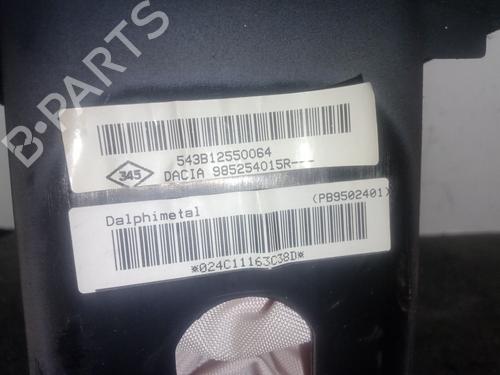 B-PARTS
543B12550064
345 DACIA 985254015R---
Dalphimetal (PB9502401)
*024C11163C38D*